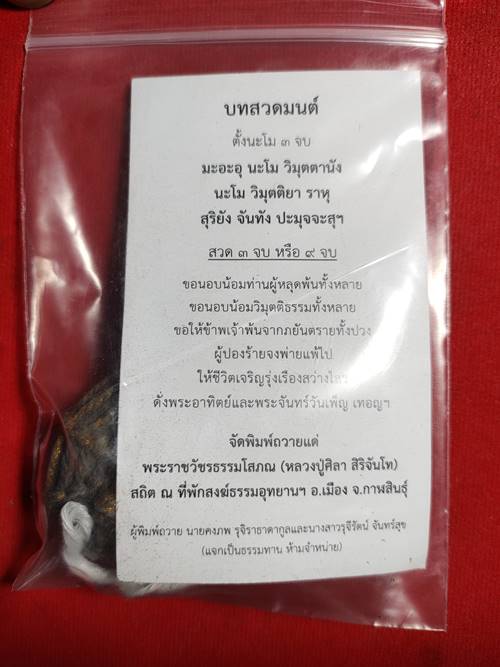 บทสวดมนต์
ตั้งนะโม ๓ จบ
มะอะอุ นะโม วิมุตตานัง
นะโม วิมุตติยา ราหุ
สุริยัง จันทัง ปะมุจจะสุฯ
สวด ๓ จบ หรือ ๙ จบ
ขอนอบน้อมท่านผู้หลุดพ้นทั้งหลาย
ขอนอบน้อมวิมุตติธรรมทั้งหลาย
ขอให้ข้าพเจ้าพ้นจากภยันตรายทั้งปวง
ผู้ปองร้ายจงพ่ายแพ้ไป
ให้ชีวิตเจริญรุ่งเรืองสว่างไสว
ดั่งพระอาทิตย์และพระจันทร์วันเพ็ญ เทอญฯ
จัดพิมพ์ถวายแด่
พระราชวัชรธรรมโสภณ (หลวงปู่ศิลา สิริจันโท)
สถิต ณ ที่พักสงฆ์ธรรมอุทยานฯ อ.เมือง จ.กาฬสินธุ์
ผู้พิมพ์ถวาย นายคงภพ รุจิราธาดากูลและนางสาวรุจีรัตน์ จันทร์สุข
(แจกเป็นธรรมทาน ห้ามจำหน่าย)